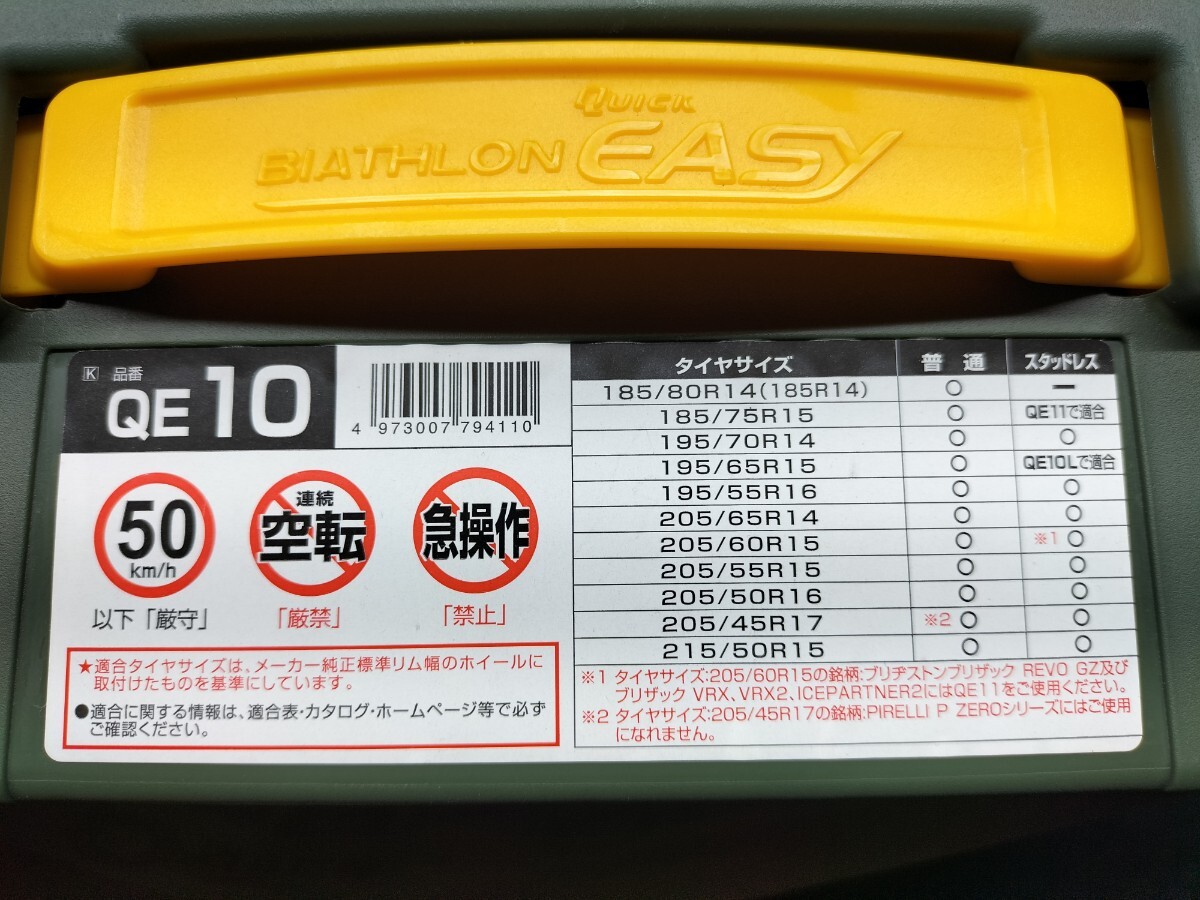 QUICK
BIATHLON EASY
K 品番
QE10
4 973007 794110
50
km/h
以下「厳守」
連続
空転
「厳禁」
急操作
「禁止」
★適合タイヤサイズは、メーカー純正標準リム幅のホイールに
取付けたものを基準にしています。
●適合に関する情報は、適合表・カタログ・ホームページ等で必ず
ご確認ください。
タイヤサイズ 普通 スタッドレス
185/80R14(185R14) ○ ー
185/75R15 ○ QE11で適合
195/70R14 ○ ○
195/65R15 ○ QE10Lで適合
195/55R16 ○ ○
205/65R14 ○ ○
205/60R15 ○ ※1 ○
205/55R15 ○ ○
205/50R16 ○ ○
205/45R17 ※2 ○ ○
215/50R15 ○ ○
※1 タイヤサイズ:205/60R15の銘柄:ブリヂストンブリザック REVO GZ及び
ブリザック VRX、VRX2、ICEPARTNER2にはQE11をご使用ください。
※2 タイヤサイズ:205/45R17の銘柄:PIRELLI P ZEROシリーズにはご使用
になれません。